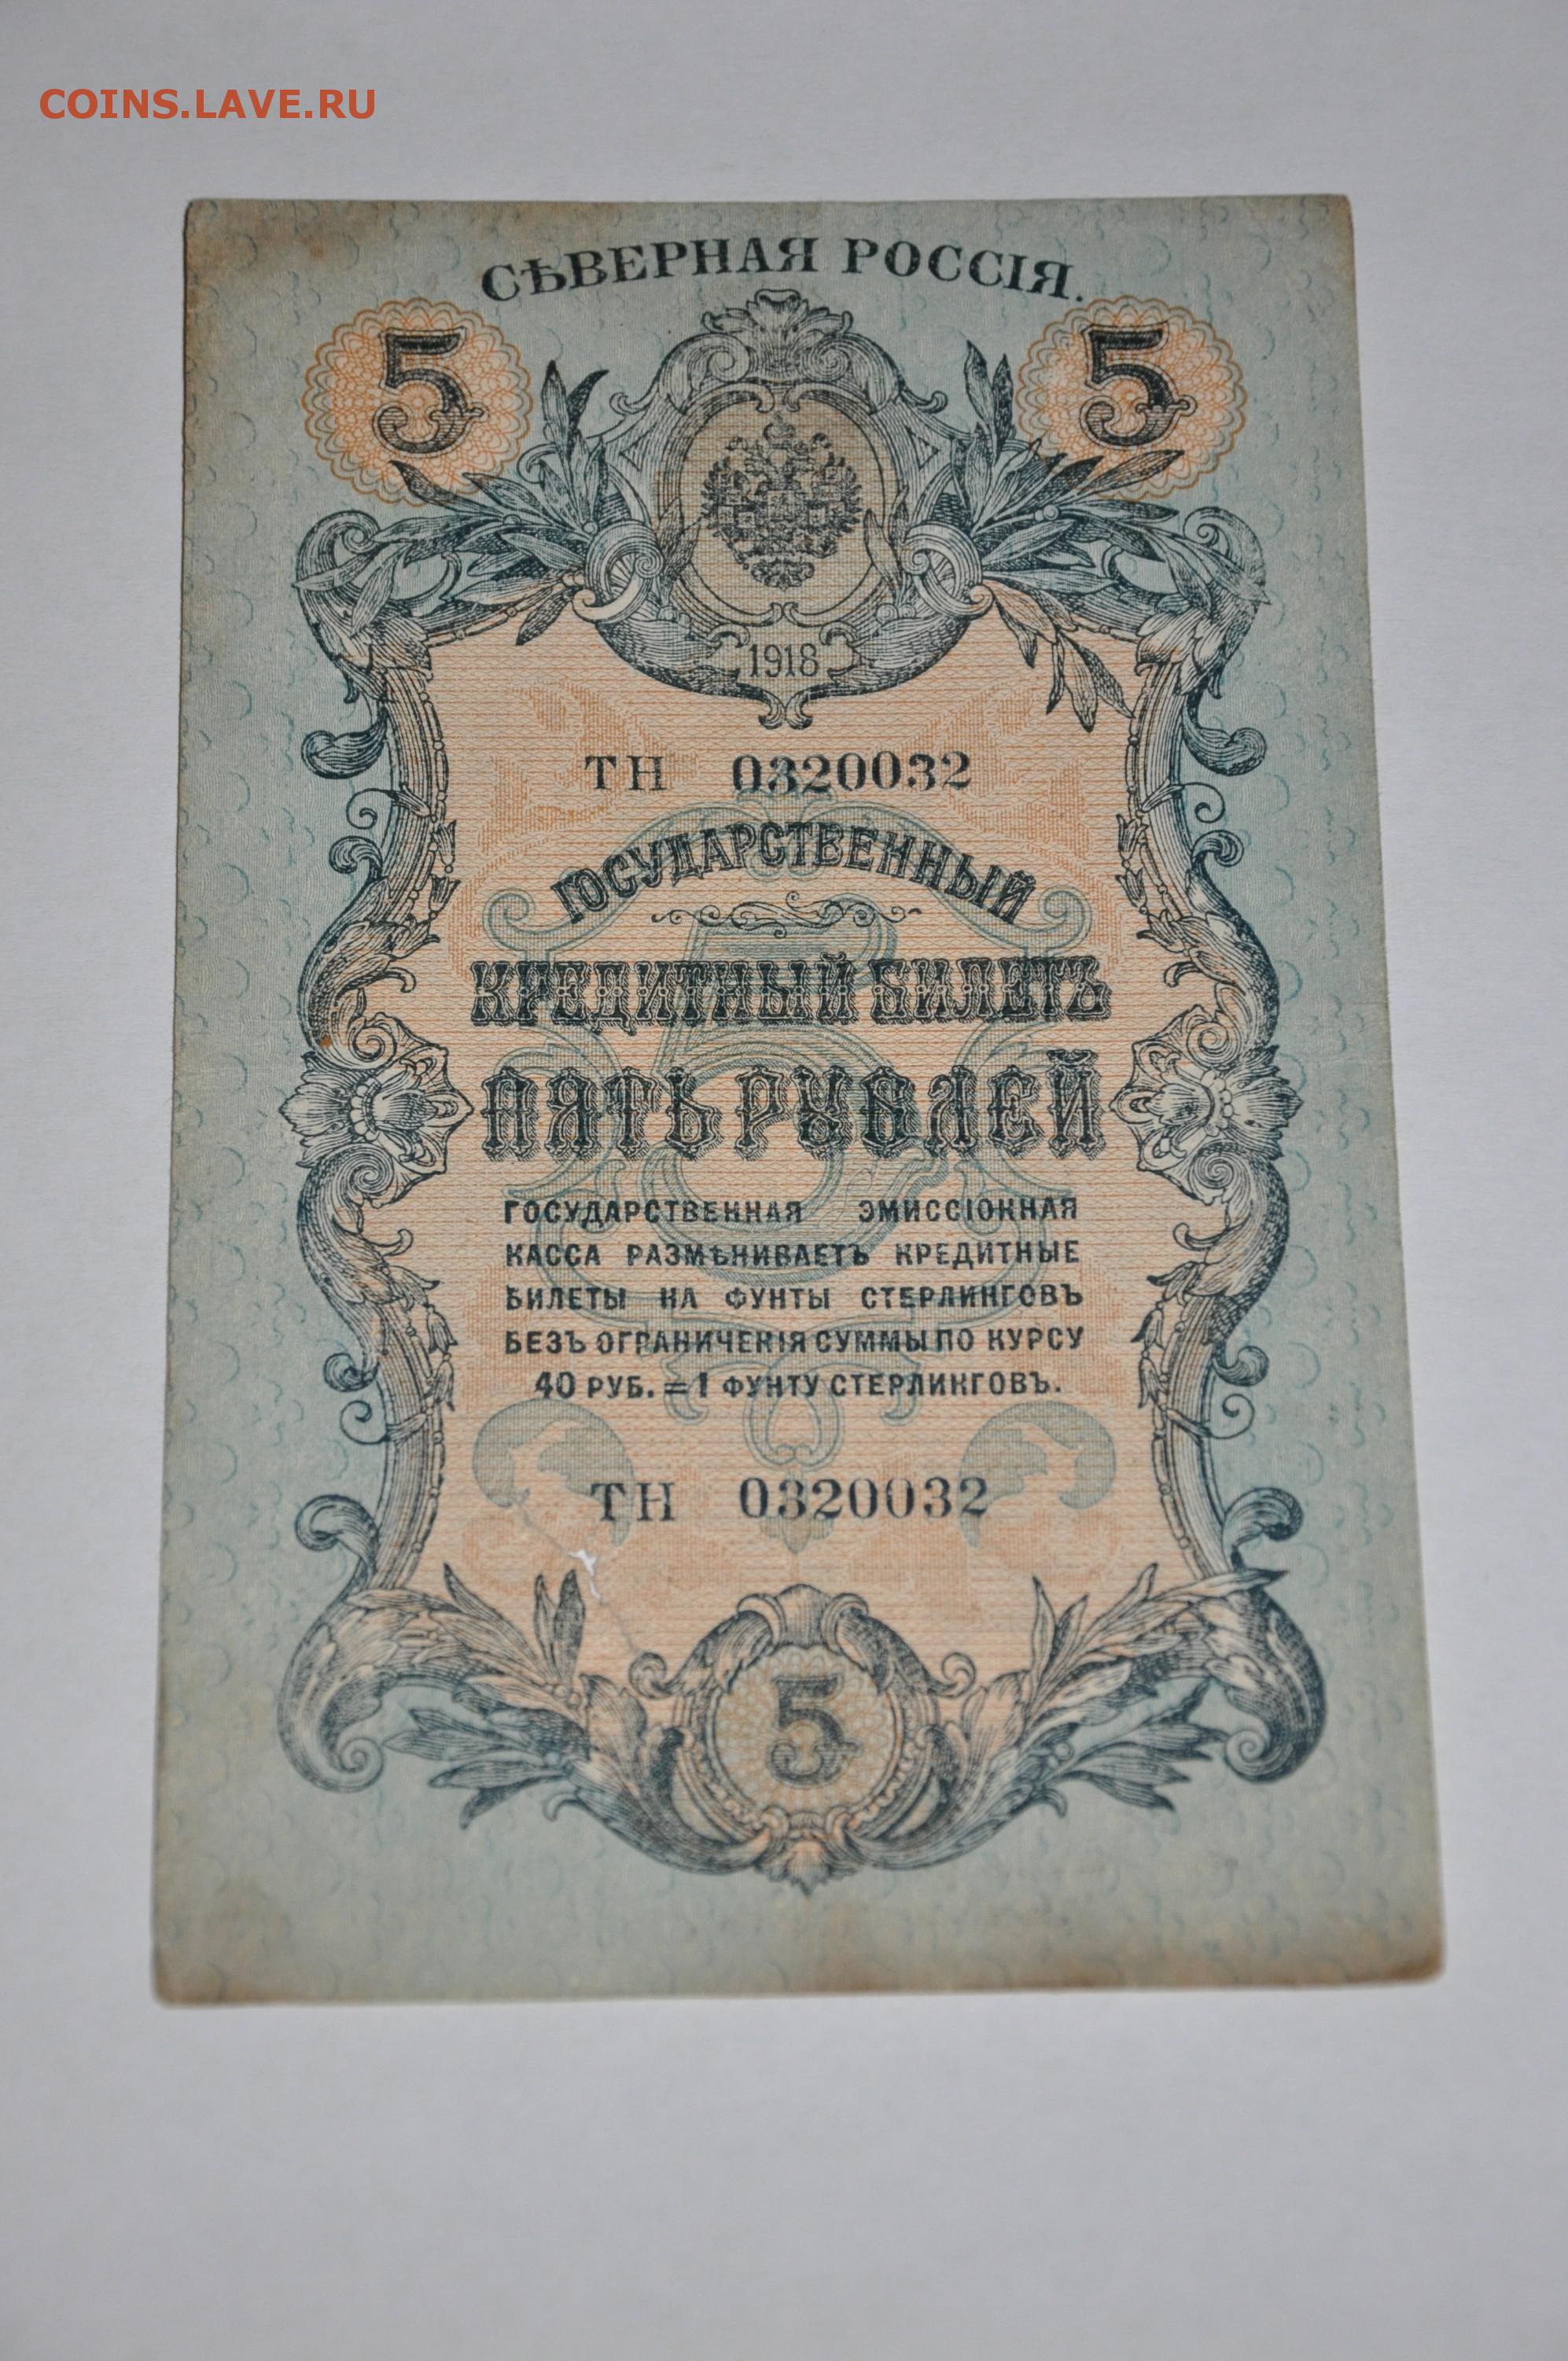 COINS.LAVE.RU
СѢВЕРНАЯ РОССІЯ.
5 5
1918
ТН 0320032
ГОСУДАРСТВЕННЫЙ
КРЕДИТНЫЙ БИЛЕТЪ
ПЯТЬ РУБЛЕЙ
ГОСУДАРСТВЕННАЯ ЭМИССІОННАЯ
КАССА РАЗМѢНИВАЕТЪ КРЕДИТНЫЕ
БИЛЕТЫ НА ФУНТЫ СТЕРЛИНГОВЪ
БЕЗЪ ОГРАНИЧЕНІЯ СУММЫ ПО КУРСУ
40 РУБ. = 1 ФУНТУ СТЕРЛИНГОВЪ.
ТН 0320032
5